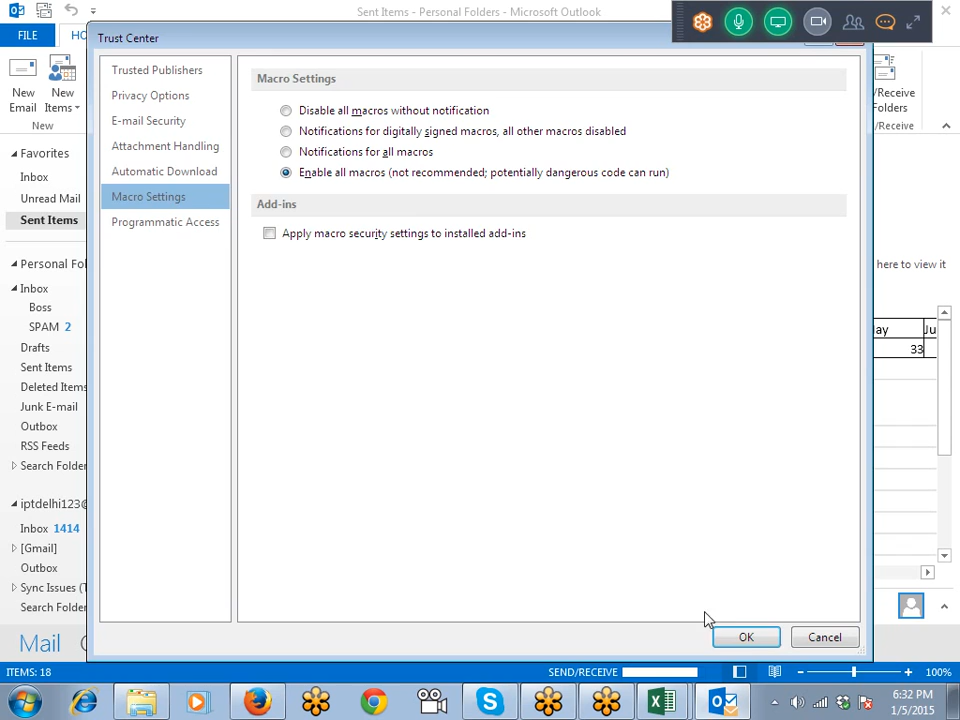 Sent Items - Personal Folders - Microsoft Outlook
FILE
Trust Center
New Email
New Items
New
/Receive
Folders
/Receive
Trusted Publishers
Privacy Options
E-mail Security
Attachment Handling
Automatic Download
Macro Settings
Programmatic Access
Macro Settings
Disable all macros without notification
Notifications for digitally signed macros, all other macros disabled
Notifications for all macros
Enable all macros (not recommended; potentially dangerous code can run)
Add-ins
Apply macro security settings to installed add-ins
Favorites
Inbox
Unread Mail
Sent Items
Personal Fo
Inbox
Boss
SPAM 2
Drafts
Sent Items
Deleted Items
Junk E-mail
Outbox
RSS Feeds
Search Folder
iptdelhi123@
Inbox 1414
[Gmail]
Outbox
Sync Issues (T
Search Folder
here to view it
ay
Ju
33
OK
Cancel
Mail
ITEMS: 18
SEND/RECEIVE
100%
6:32 PM
1/5/2015